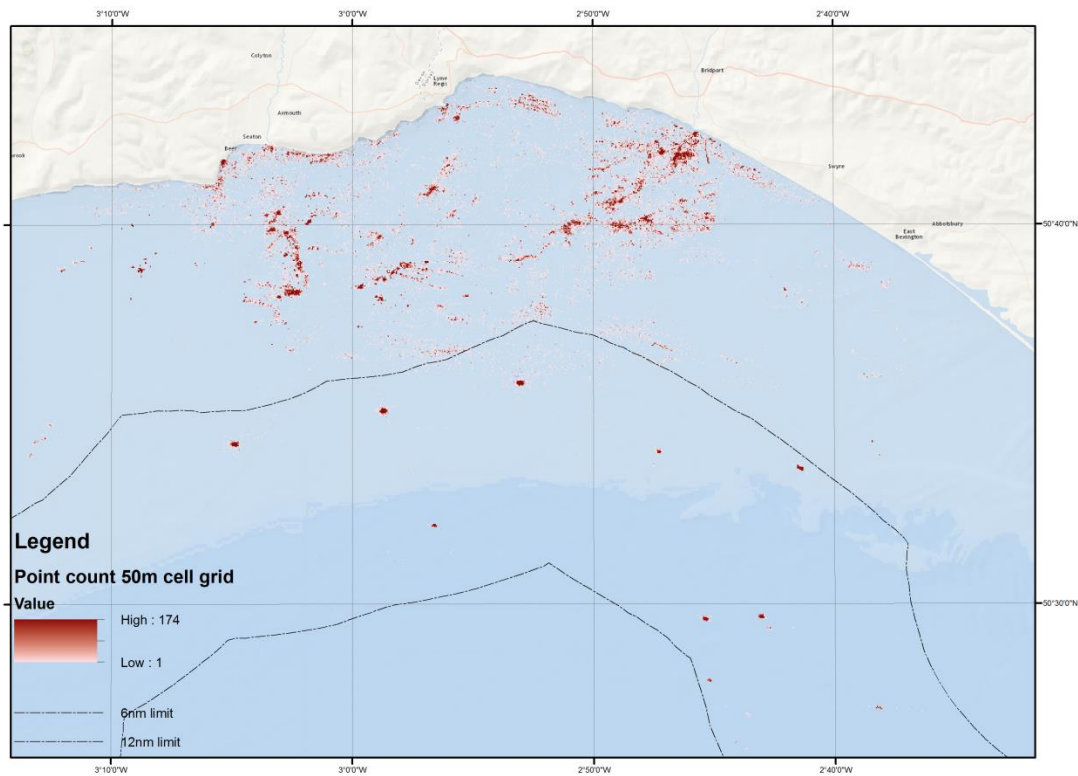 3°10'0"W 3°0'0"W 2°50'0"W 2°40'0"W
Colyton
Bridport
Lyme
Regis
Axmouth
Seaton
Beer
Swyre
50°40'0"N
Abbotsbury
East
Bexington
Legend
Point count 50m cell grid
Value
High : 174
50°30'0"N
Low : 1
6nm limit
12nm limit
3°10'0"W 3°0'0"W 2°50'0"W 2°40'0"W